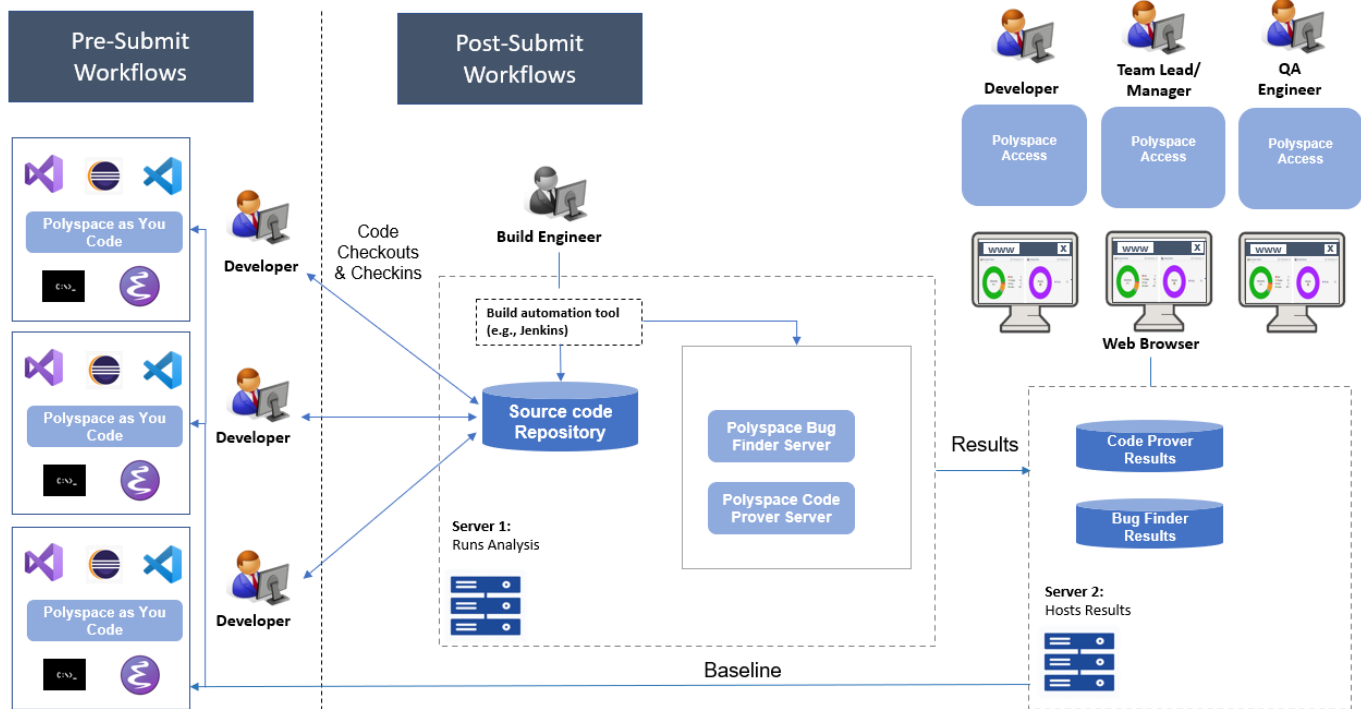 Pre-Submit
Workflows
Post-Submit
Workflows
Developer
Team Lead/
Manager
QA
Engineer
Polyspace
Access
Polyspace
Access
Polyspace
Access
www
X
www
X
www
X
Web Browser
Polyspace as You
Code
C:\>_
Developer
Polyspace as You
Code
C:\>_
Developer
Polyspace as You
Code
C:\>_
Developer
Code
Checkouts
& Checkins
Build Engineer
Build automation tool
(e.g., Jenkins)
Source code
Repository
Polyspace Bug
Finder Server
Polyspace Code
Prover Server
Server 1:
Runs Analysis
Results
Code Prover
Results
Bug Finder
Results
Server 2:
Hosts Results
Baseline